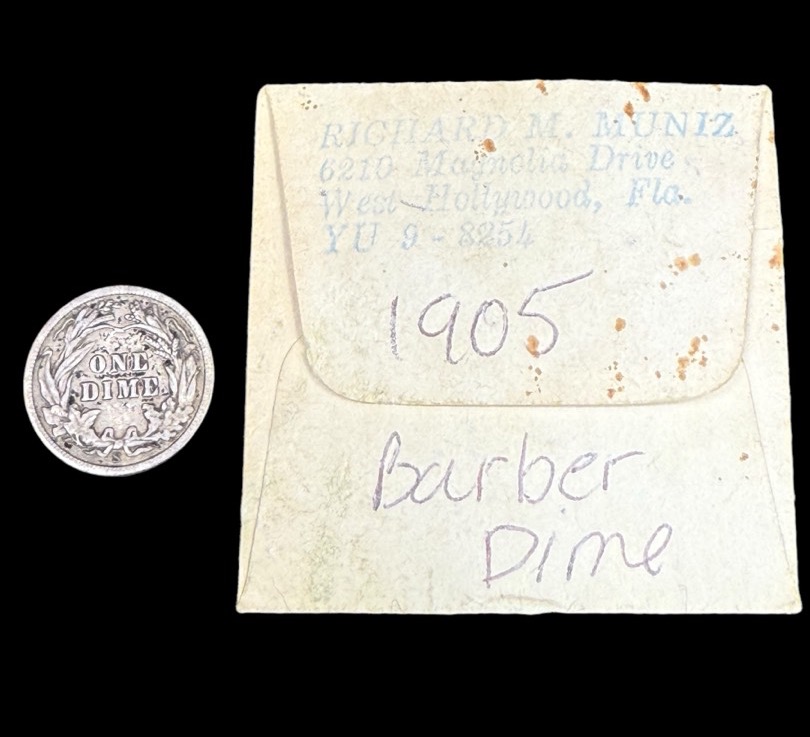 ONE
DIME
RICHARD M. MUNIZ
6210 Magnolia Drive
West Hollywood, Fla.
YU 9-8254
1905
Barber
Dime